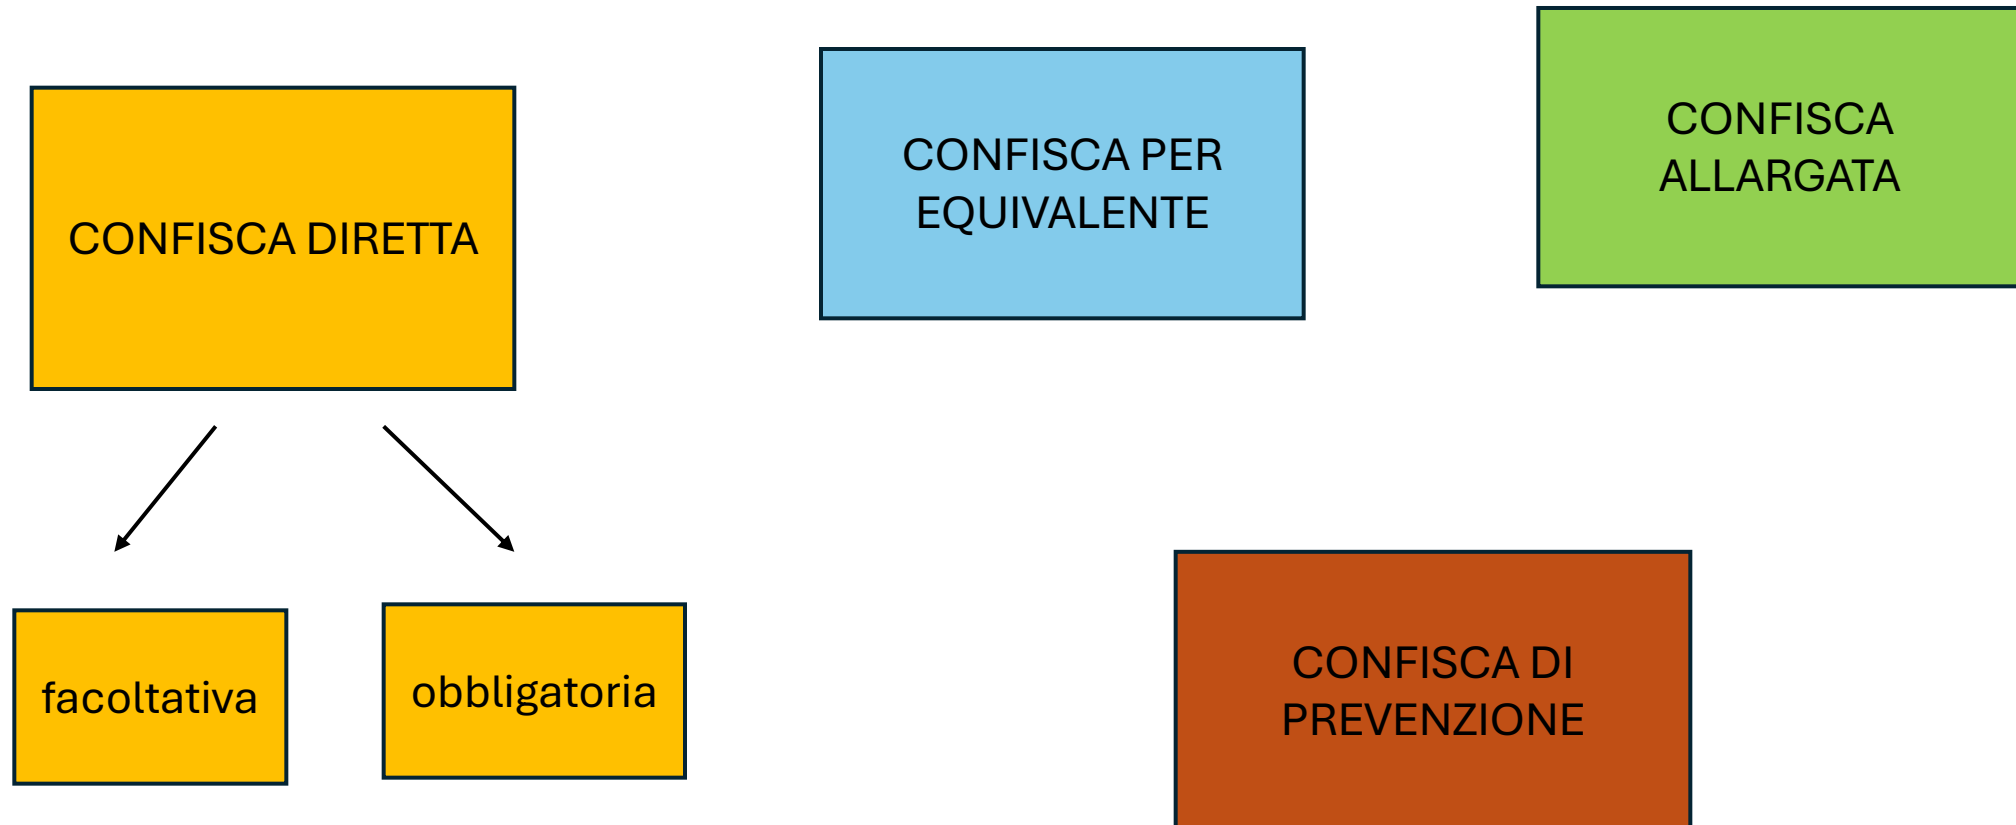 CONFISCA DIRETTA
facoltativa
obbligatoria
CONFISCA PER
EQUIVALENTE
CONFISCA
ALLARGATA
CONFISCA DI
PREVENZIONE